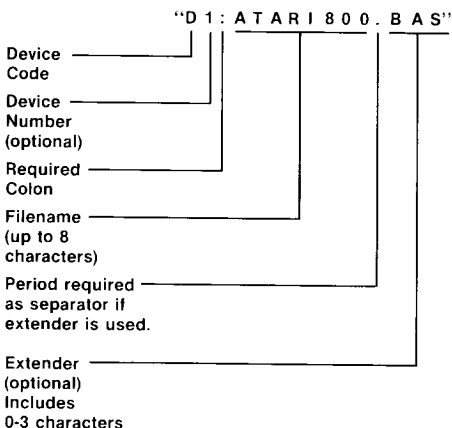 “D1:ATARI800.BAS”
Device
Code
Device
Number
(optional)
Required
Colon
Filename
(up to 8
characters)
Period required
as separator if
extender is used.
Extender
(optional)
Includes
0-3 characters